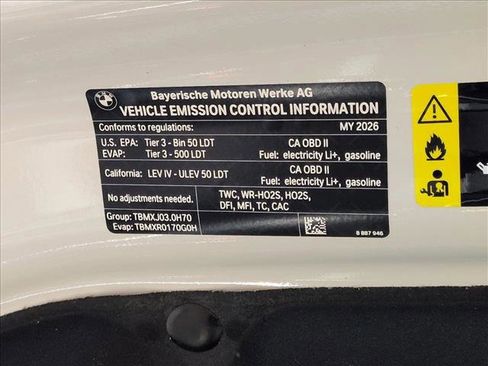 BMW
Bayerische Motoren Werke AG
VEHICLE EMISSION CONTROL INFORMATION
Conforms to regulations: MY 2026
U.S. EPA: Tier 3 - Bin 50 LDT CA OBD II
EVAP: Tier 3 - 500 LDT Fuel: electricity Li+, gasoline
California: LEV IV - ULEV 50 LDT CA OBD II
Fuel: electricity Li+, gasoline
No adjustments needed. TWC, WR-HO2S, HO2S,
DFI, MFI, TC, CAC
Group: TBMXJ03.0H70
Evap: TBMXR0170G0H
8 887 946